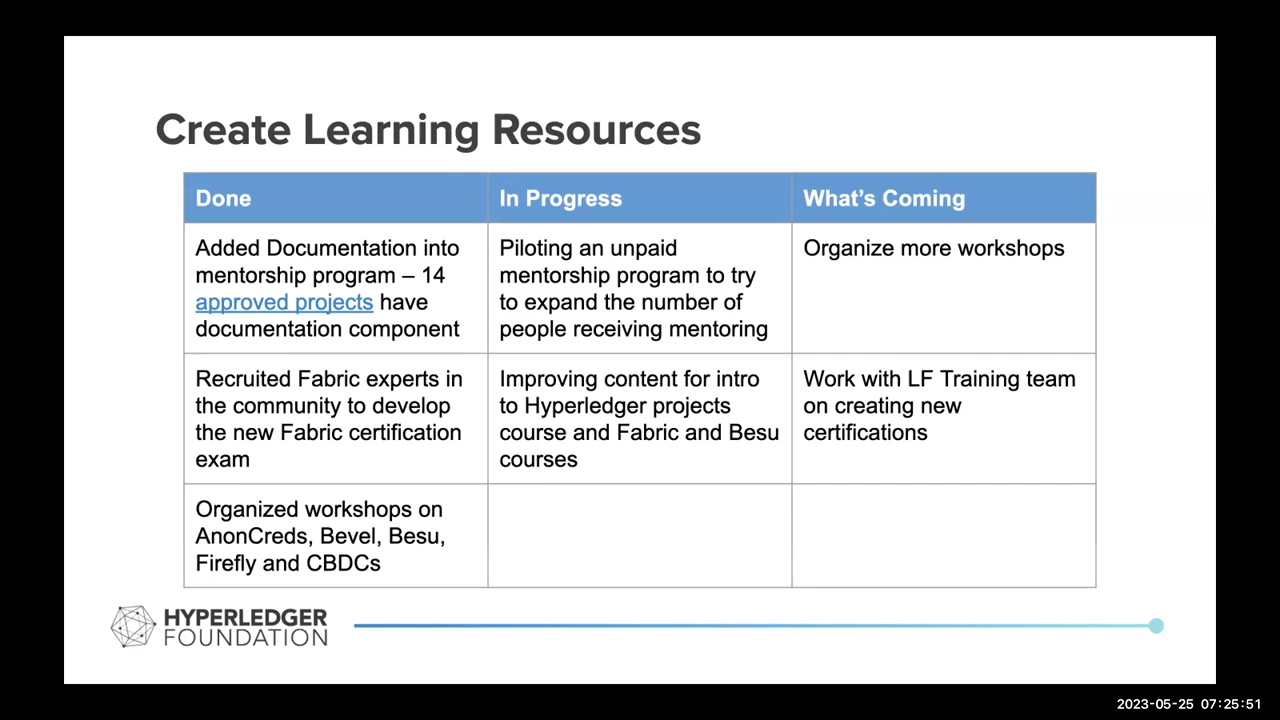 Create Learning Resources
Done
In Progress
What’s Coming
Added Documentation into
mentorship program – 14
approved projects have
documentation component
Piloting an unpaid
mentorship program to try
to expand the number of
people receiving mentoring
Organize more workshops
Recruited Fabric experts in
the community to develop
the new Fabric certification
exam
Improving content for intro
to Hyperledger projects
course and Fabric and Besu
courses
Work with LF Training team
on creating new
certifications
Organized workshops on
AnonCreds, Bevel, Besu,
Firefly and CBDCs
HYPERLEDGER
FOUNDATION
2023-05-25 07:25:51